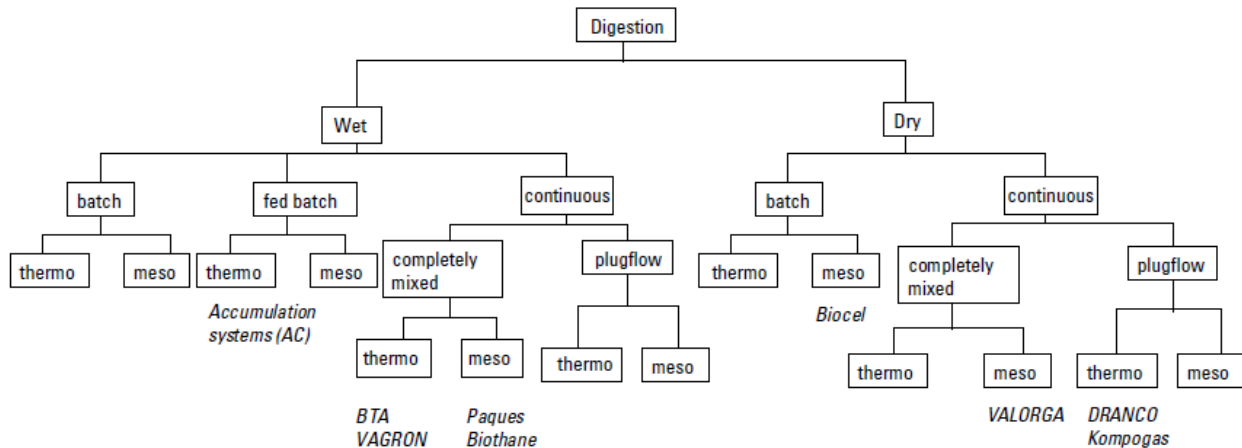 Digestion
Wet
Dry
batch
fed batch
continuous
batch
continuous
thermo
meso
thermo
meso
completely
mixed
plugflow
thermo
meso
completely
mixed
plugflow
Accumulation
systems (AC)
Biocel
thermo
meso
thermo
meso
thermo
meso
thermo
meso
BTA
VAGRON
Paques
Biothane
VALORGA
DRANCO
Kompogas